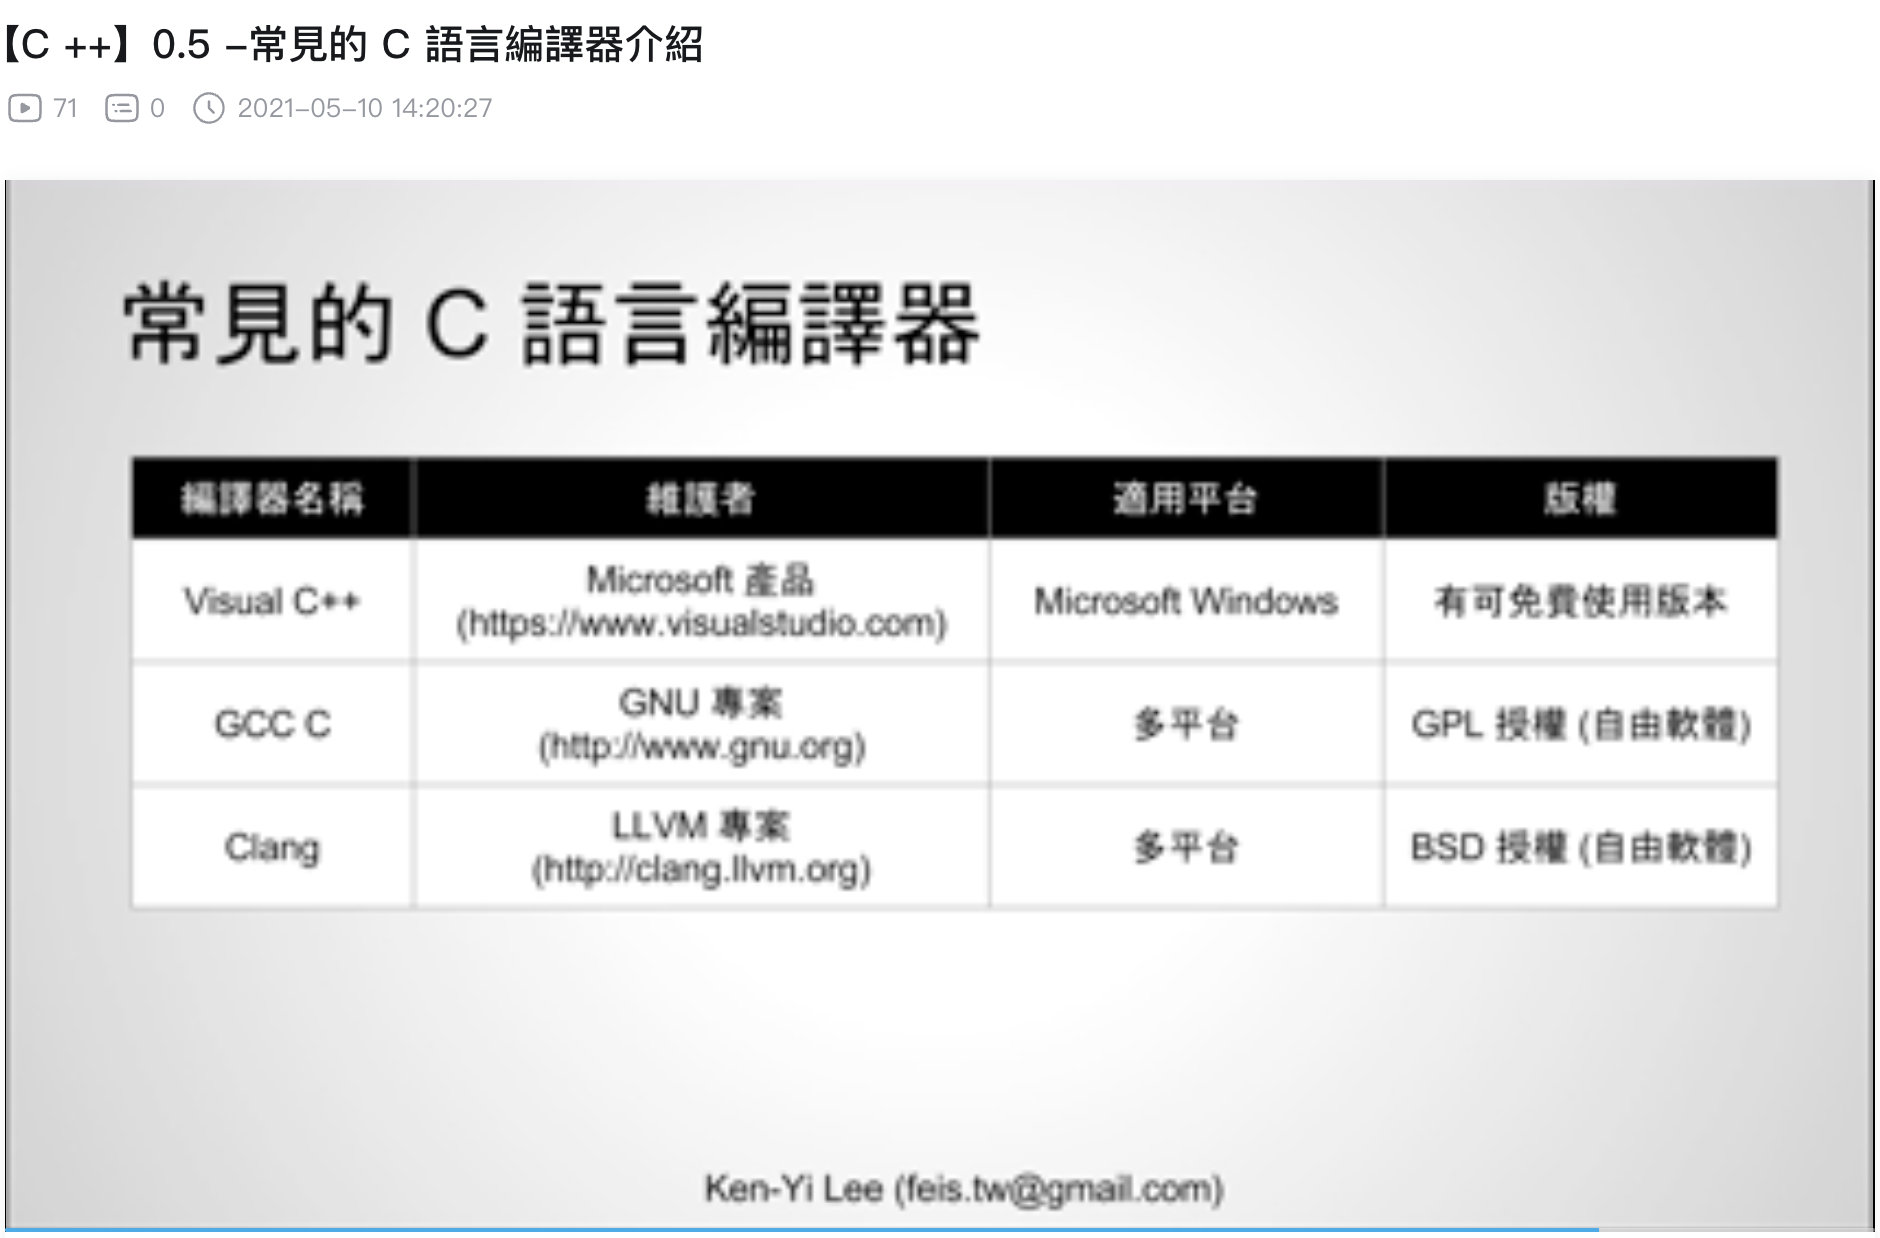 【C ++】0.5 –常見的 C 語言編譯器介紹
71 0 2021-05-10 14:20:27
常見的 C 語言編譯器
編譯器名稱 維護者 適用平台 版權
Visual C++ Microsoft 產品 (https://www.visualstudio.com) Microsoft Windows 有可免費使用版本
GCC C GNU 專案 (http://www.gnu.org) 多平台 GPL 授權 (自由軟體)
Clang LLVM 專案 (http://clang.llvm.org) 多平台 BSD 授權 (自由軟體)
Ken-Yi Lee (feis.tw@gmail.com)